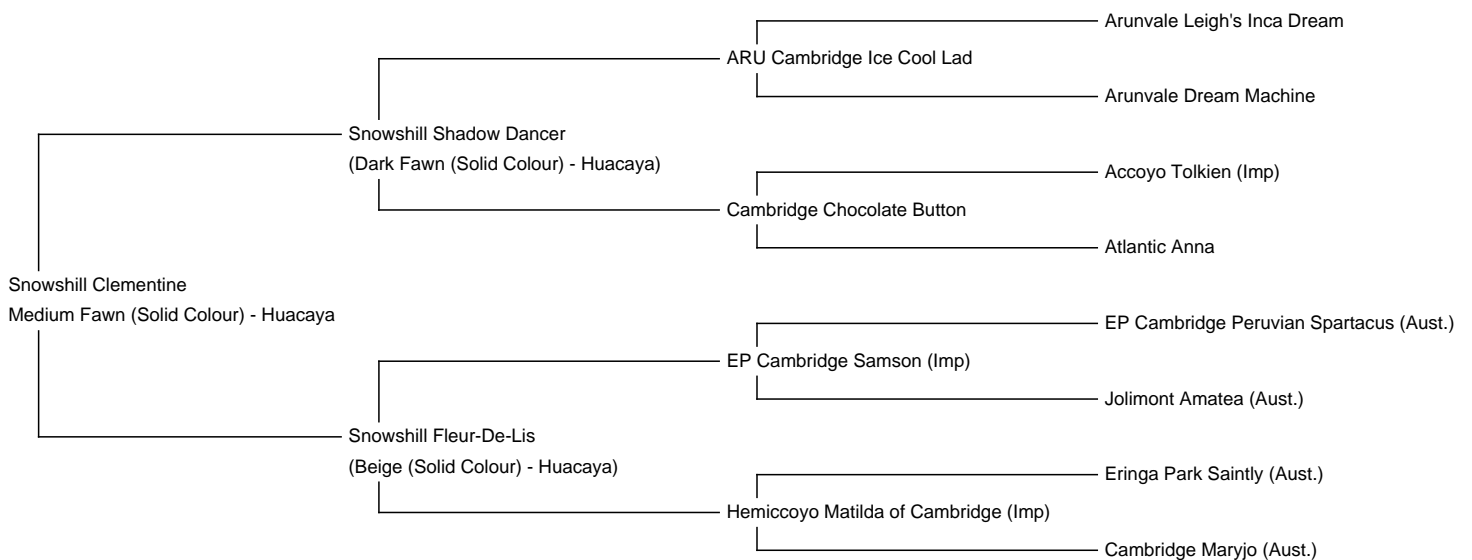 Arunvale Leigh's Inca Dream
ARU Cambridge Ice Cool Lad
Arunvale Dream Machine
Snowshill Shadow Dancer
(Dark Fawn (Solid Colour) - Huacaya)
Accoyo Tolkien (Imp)
Cambridge Chocolate Button
Atlantic Anna
Snowshill Clementine
Medium Fawn (Solid Colour) - Huacaya
EP Cambridge Peruvian Spartacus (Aust.)
EP Cambridge Samson (Imp)
Jolimont Amatea (Aust.)
Snowshill Fleur-De-Lis
(Beige (Solid Colour) - Huacaya)
Eringa Park Saintly (Aust.)
Hemiccoyo Matilda of Cambridge (Imp)
Cambridge Maryjo (Aust.)